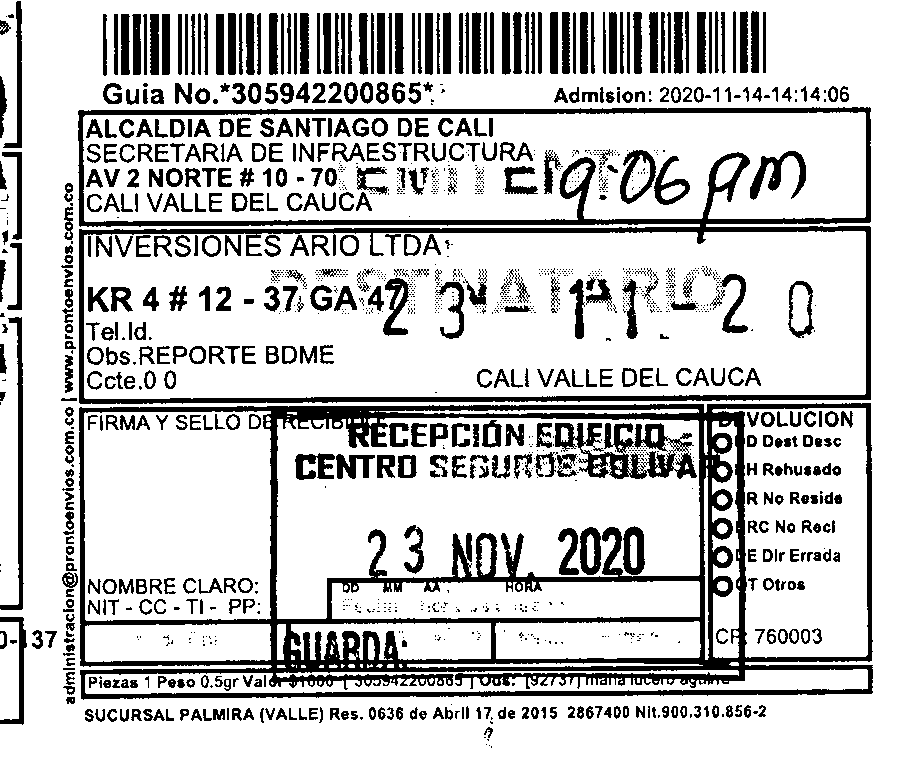 Guia No.*305942200865*
Admision: 2020-11-14-14:14:06
ALCALDIA DE SANTIAGO DE CALI
SECRETARIA DE INFRAESTRUCTURA
AV 2 NORTE # 10 - 70
CALI VALLE DEL CAUCA
9:06 am
INVERSIONES ARIO LTDA
DESTINATARIO
KR 4 # 12 - 37 GA 47
23 - 11 - 20
Tel.Id.
Obs.REPORTE BDME
Ccte.0 0
CALI VALLE DEL CAUCA
www.prontoenvios.com.co
administracion@prontoenvios.com.co
FIRMA Y SELLO DE RECIBIDO
RECEPCIÓN EDIFICIO
CENTRO SEGUROS BOLIVAR
23 NOV. 2020
DEVOLUCION
D Dest Desc
RH Rehusado
NR No Reside
RC No Recl
DE Dir Errada
OT Otros
NOMBRE CLARO:
NIT - CC - TI - PP:
DD MM AA HORA
GUARDA:
CP: 760003
Piezas 1 Peso 0.5gr Valor $1000 [ 305942200865 ] Obs: [92737] maria lucero aguirre
SUCURSAL PALMIRA (VALLE) Res. 0636 de Abril 17 de 2015 2867400 Nit.900.310.856-2